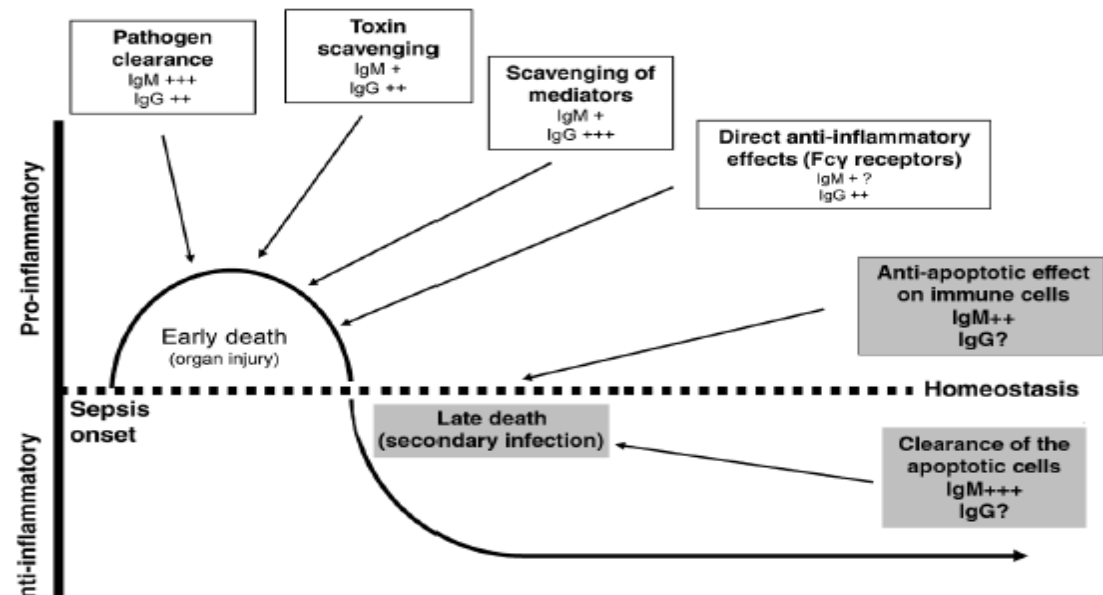 Pathogen
clearance
IgM +++
IgG ++
Toxin
scavenging
IgM +
IgG ++
Scavenging of
mediators
IgM +
IgG +++
Direct anti-inflammatory
effects (Fcγ receptors)
IgM + ?
IgG ++
Pro-inflammatory
Anti-apoptotic effect
on immune cells
IgM++
IgG?
Early death
(organ injury)
Homeostasis
Sepsis
onset
Late death
(secondary infection)
Clearance of the
apoptotic cells
IgM+++
IgG?
nti-inflammatory